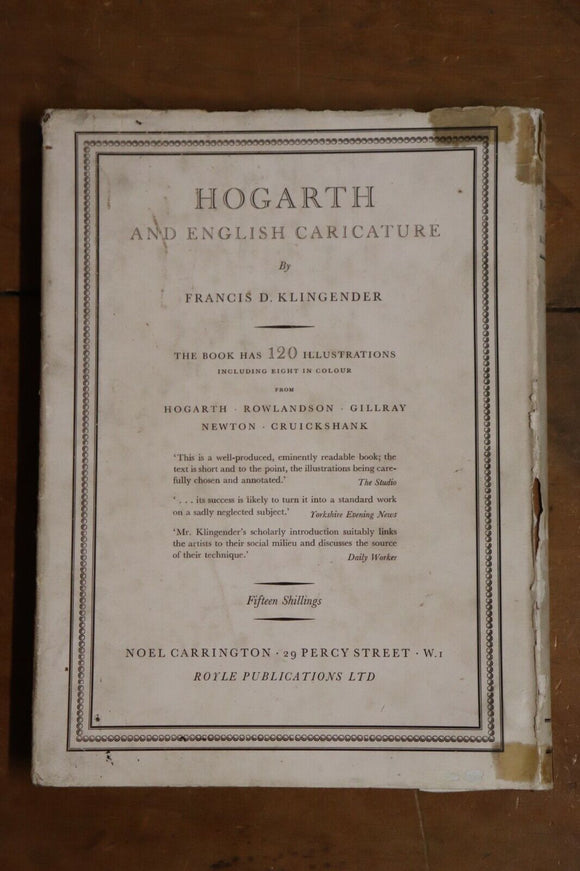 HOGARTH
AND ENGLISH CARICATURE
By
FRANCIS D. KLINGENDER
THE BOOK HAS 120 ILLUSTRATIONS
INCLUDING EIGHT IN COLOUR
FROM
HOGARTH · ROWLANDSON · GILLRAY
NEWTON · CRUICKSHANK
'This is a well-produced, eminently readable book; the
text is short and to the point, the illustrations being care-
fully chosen and annotated.' The Studio
'. . . its success is likely to turn it into a standard work
on a sadly neglected subject.' Yorkshire Evening News
'Mr. Klingender's scholarly introduction suitably links
the artists to their social milieu and discusses the source
of their technique.' Daily Worker
Fifteen Shillings
NOEL CARRINGTON · 29 PERCY STREET · W.1
ROYLE PUBLICATIONS LTD